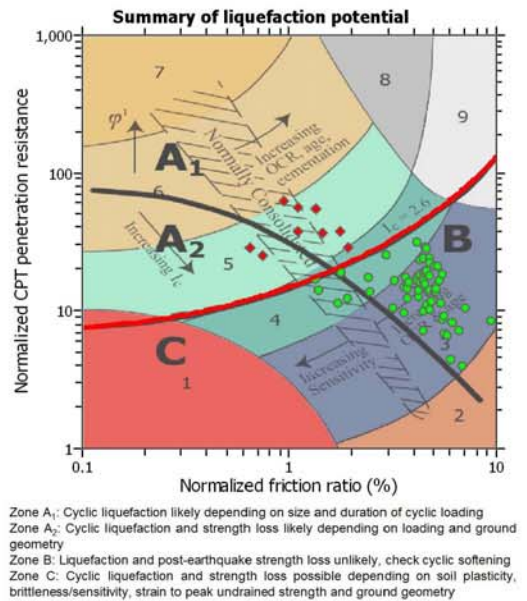 Summary of liquefaction potential
1,000
7
8
9
φ'
A1
Normally Consolidated
Increasing
OCR, age,
cementation
100
6
A2
Ic = 2.6
B
Increasing Ic
5
Normalized CPT penetration resistance
10
4
C
1
Increasing
Sensitivity
3
2
1
0.1
1
10
Normalized friction ratio (%)
Zone A1: Cyclic liquefaction likely depending on size and duration of cyclic loading
Zone A2: Cyclic liquefaction and strength loss likely depending on loading and ground
geometry
Zone B: Liquefaction and post-earthquake strength loss unlikely, check cyclic softening
Zone C: Cyclic liquefaction and strength loss possible depending on soil plasticity,
brittleness/sensitivity, strain to peak undrained strength and ground geometry